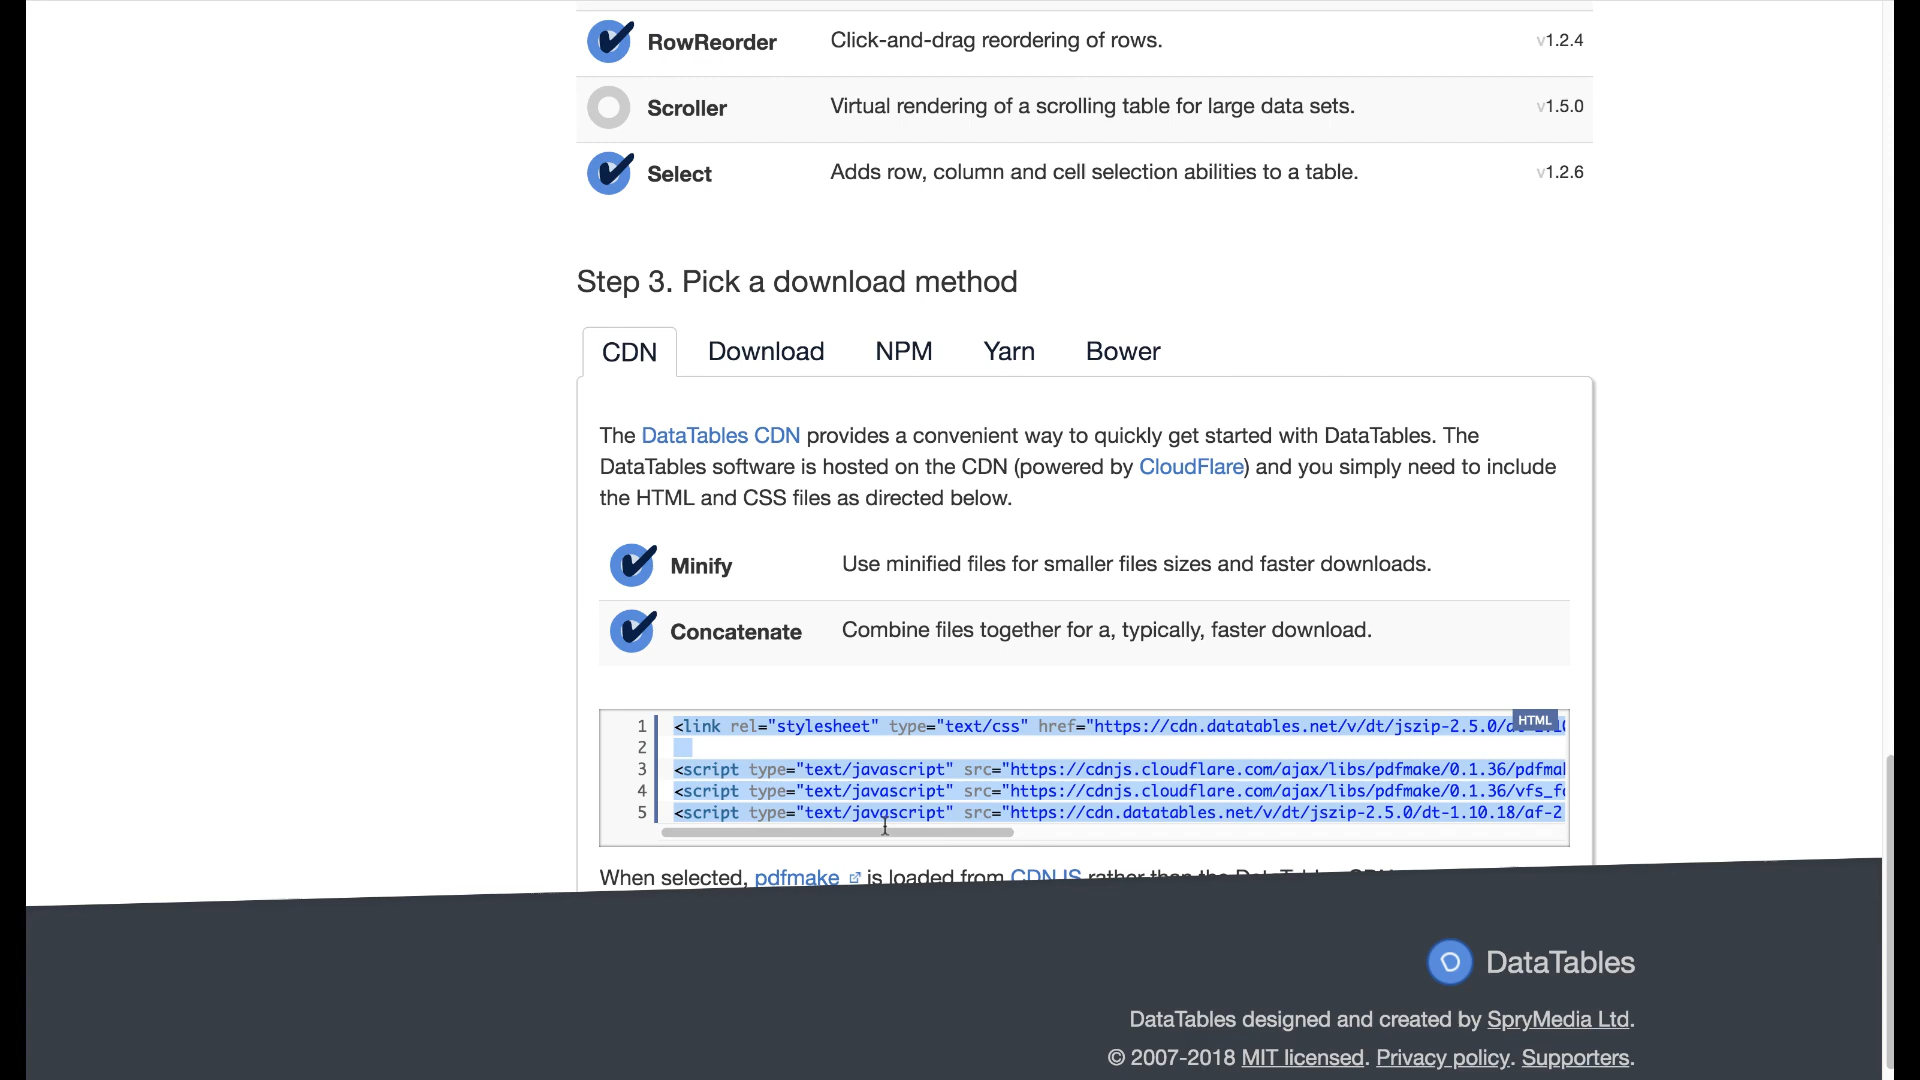 RowReorder Click-and-drag reordering of rows. v1.2.4
Scroller Virtual rendering of a scrolling table for large data sets. v1.5.0
Select Adds row, column and cell selection abilities to a table. v1.2.6
Step 3. Pick a download method
CDN Download NPM Yarn Bower
The DataTables CDN provides a convenient way to quickly get started with DataTables. The
DataTables software is hosted on the CDN (powered by CloudFlare) and you simply need to include
the HTML and CSS files as directed below.
Minify Use minified files for smaller files sizes and faster downloads.
Concatenate Combine files together for a, typically, faster download.
HTML
1 <link rel="stylesheet" type="text/css" href="https://cdn.datatables.net/v/dt/jszip-2.5.0/
2
3 <script type="text/javascript" src="https://cdnjs.cloudflare.com/ajax/libs/pdfmake/0.1.36/pdfma
4 <script type="text/javascript" src="https://cdnjs.cloudflare.com/ajax/libs/pdfmake/0.1.36/vfs_f
5 <script type="text/javascript" src="https://cdn.datatables.net/v/dt/jszip-2.5.0/dt-1.10.18/af-2
When selected, pdfmake is loaded from CDNJS rather than the DataTables CDN
DataTables
DataTables designed and created by SpryMedia Ltd.
© 2007-2018 MIT licensed. Privacy policy. Supporters.